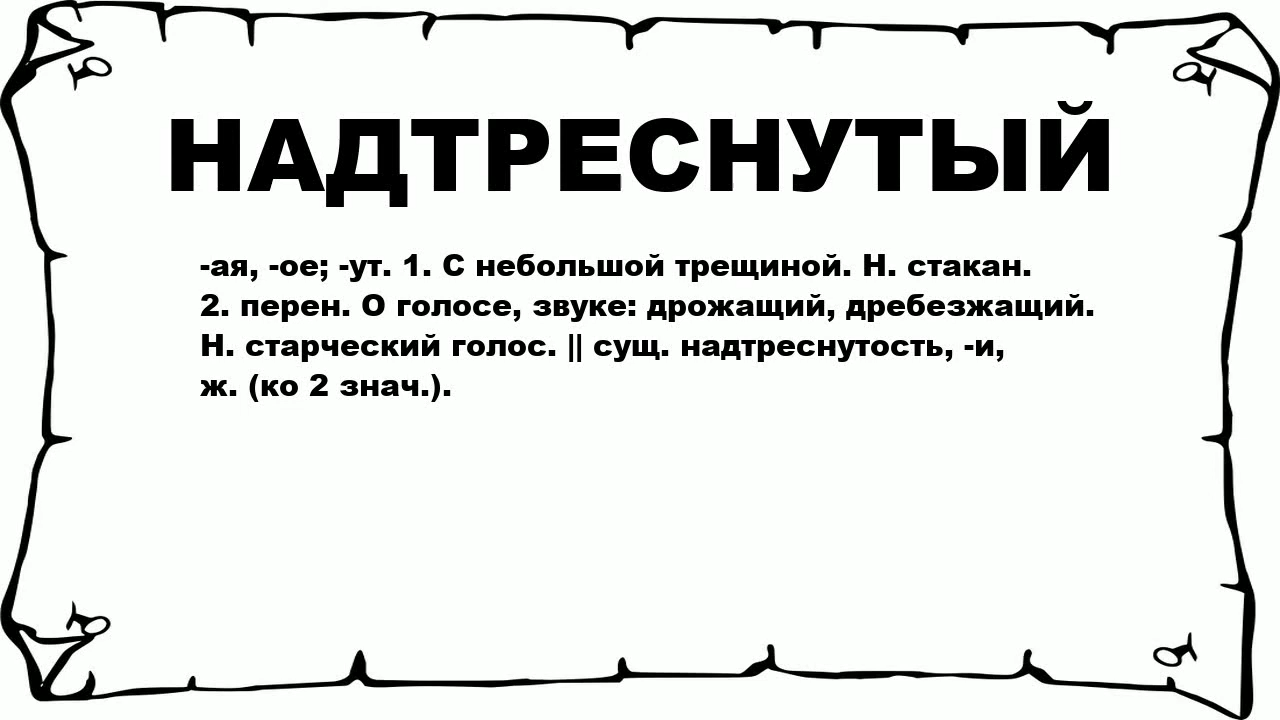 НАДТРЕСНУТЫЙ
-ая, -ое; -ут. 1. С небольшой трещиной. Н. стакан.
2. перен. О голосе, звуке: дрожащий, дребезжащий.
Н. старческий голос. || сущ. надтреснутость, -и,
ж. (ко 2 знач.).